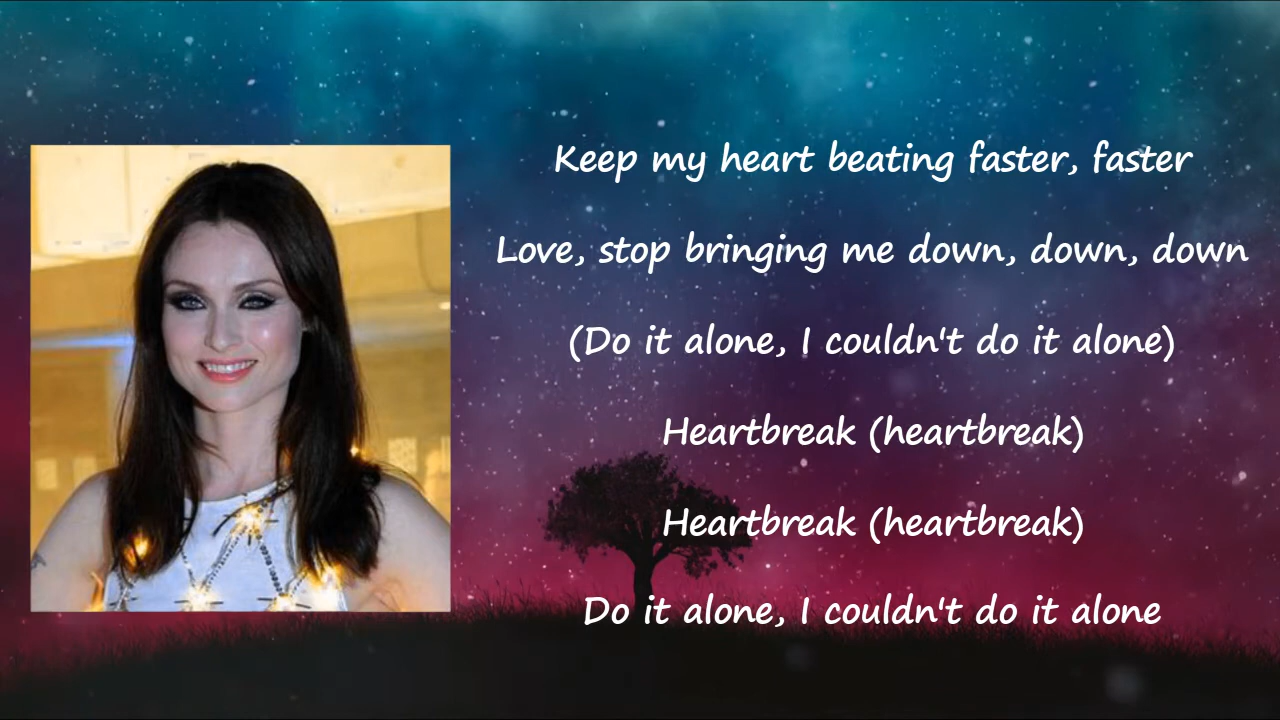 Keep my heart beating faster, faster
Love, stop bringing me down, down, down
(Do it alone, I couldn't do it alone)
Heartbreak (heartbreak)
Heartbreak (heartbreak)
Do it alone, I couldn't do it alone